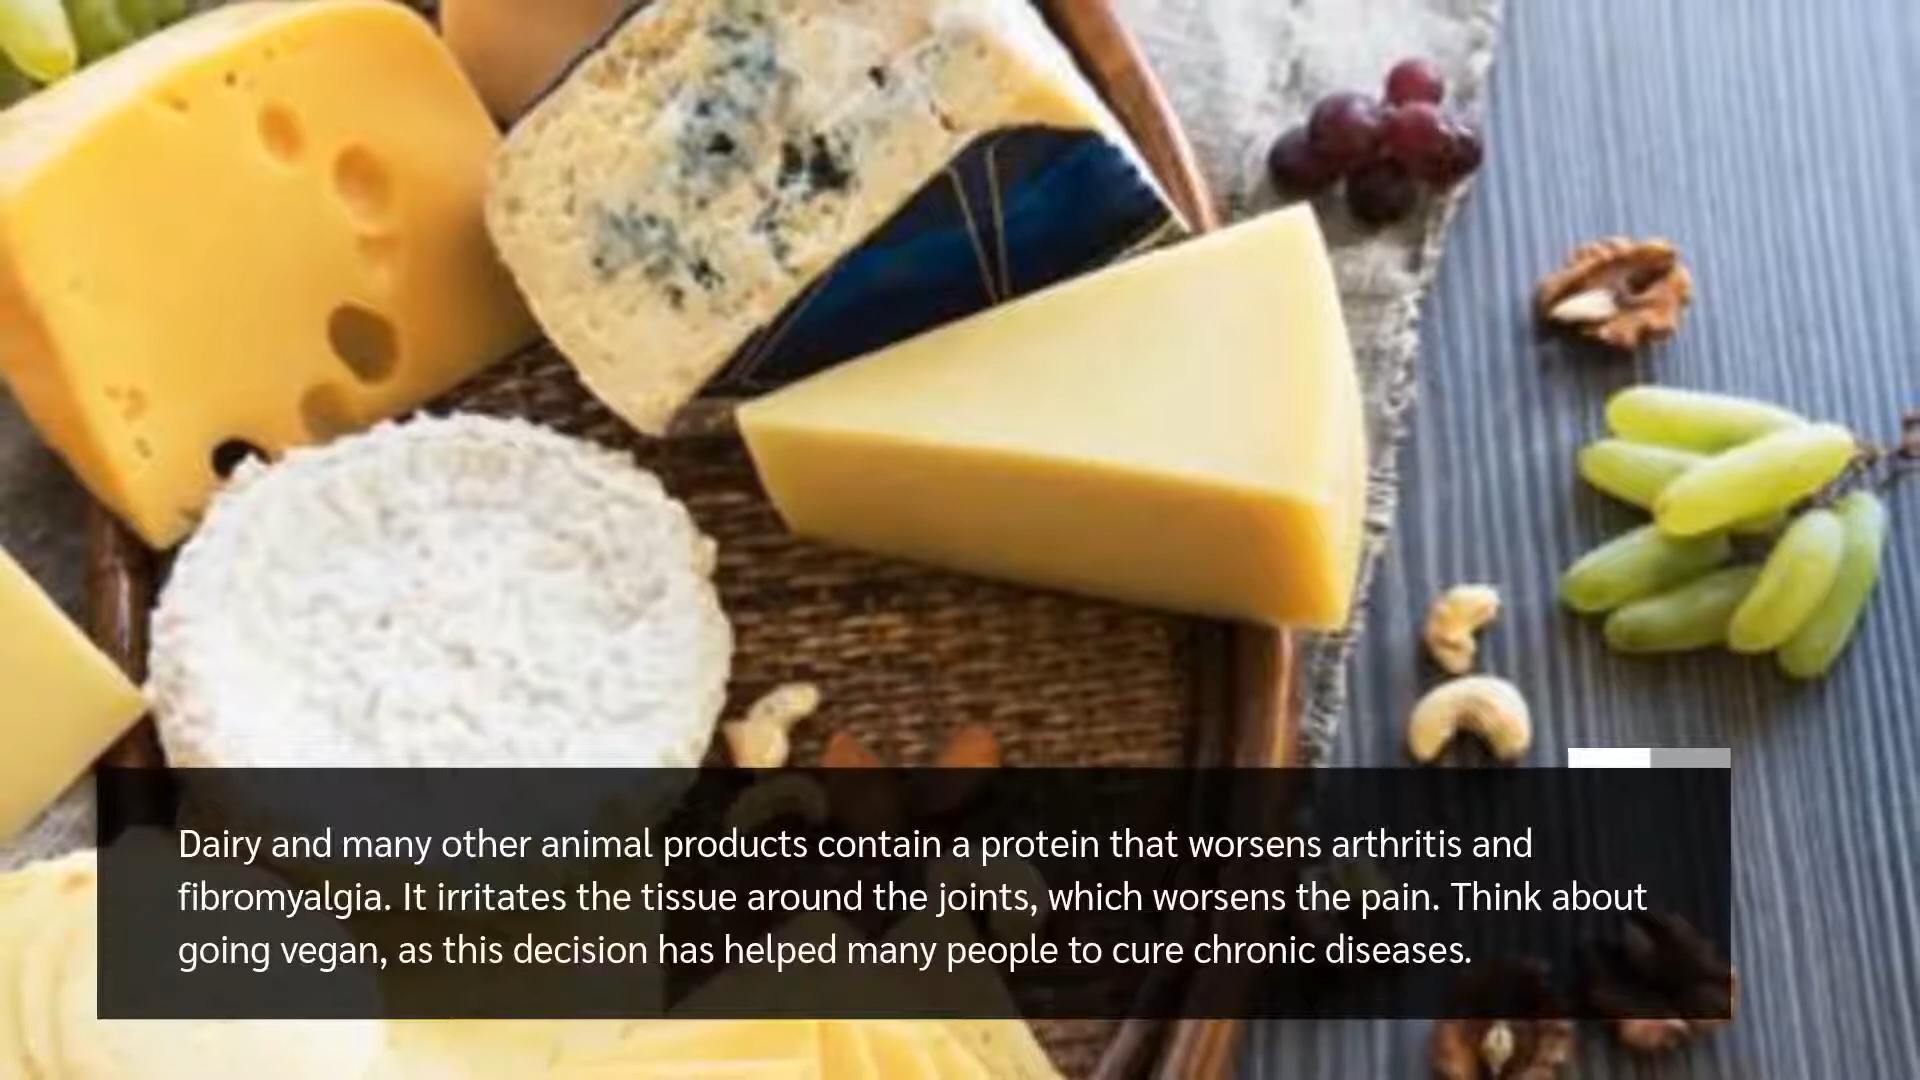 Dairy and many other animal products contain a protein that worsens arthritis and
fibromyalgia. It irritates the tissue around the joints, which worsens the pain. Think about
going vegan, as this decision has helped many people to cure chronic diseases.